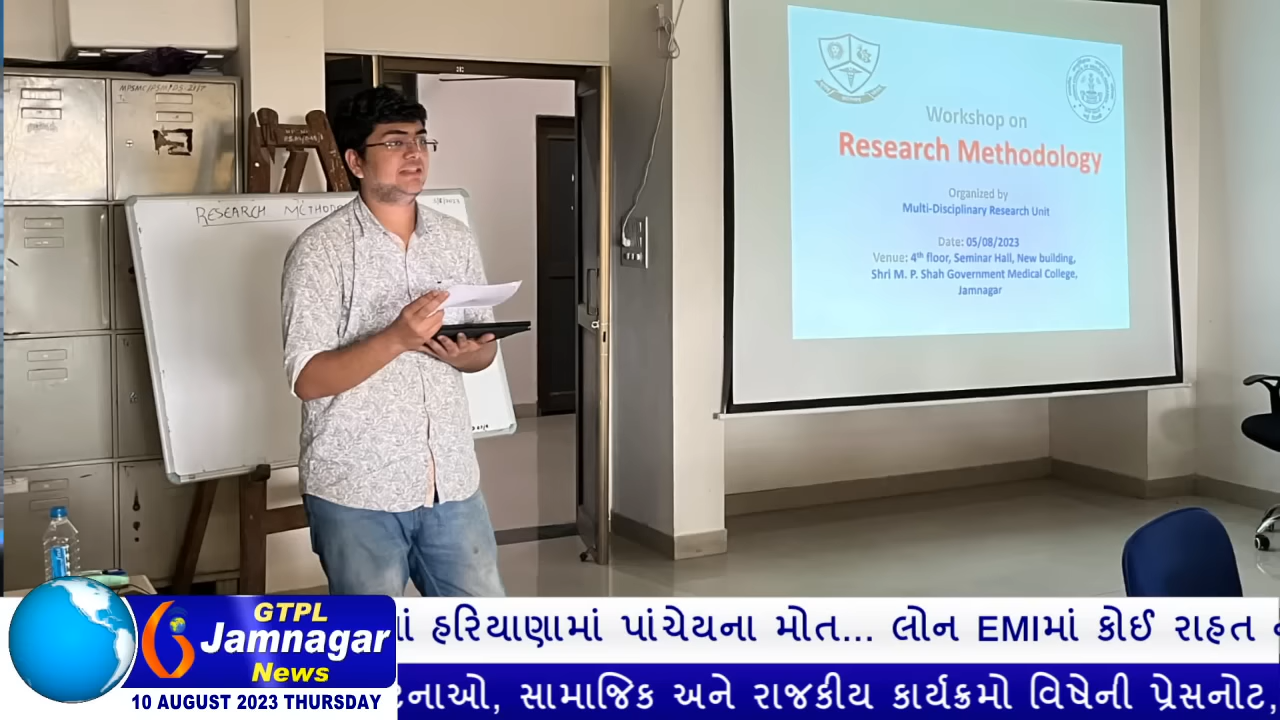 Workshop on
Research Methodology
Organized by
Multi-Disciplinary Research Unit
Date: 05/08/2023
Venue: 4th floor, Seminar Hall, New building,
Shri M. P. Shah Government Medical College,
Jamnagar
RESEARCH
GTPL
Jamnagar
News
10 AUGUST 2023 THURSDAY
હરિયાણામાં પાંચેયના મોત... લોન EMIમાં કોઈ રાહત
સામાજિક અને રાજકીય કાર્યક્રમો વિષેની પ્રેસનોટ,